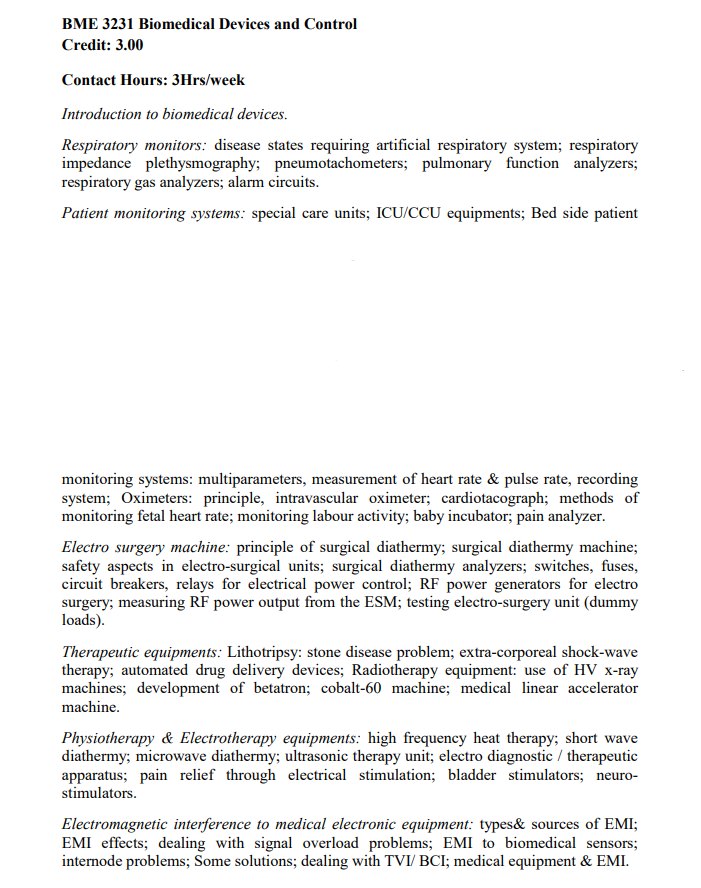 BME 3231 Biomedical Devices and Control
Credit: 3.00
Contact Hours: 3Hrs/week
Introduction to biomedical devices.
Respiratory monitors: disease states requiring artificial respiratory system; respiratory
impedance plethysmography; pneumotachometers; pulmonary function analyzers;
respiratory gas analyzers; alarm circuits.
Patient monitoring systems: special care units; ICU/CCU equipments; Bed side patient
monitoring systems: multiparameters, measurement of heart rate & pulse rate, recording
system; Oximeters: principle, intravascular oximeter; cardiotacograph; methods of
monitoring fetal heart rate; monitoring labour activity; baby incubator; pain analyzer.
Electro surgery machine: principle of surgical diathermy; surgical diathermy machine;
safety aspects in electro-surgical units; surgical diathermy analyzers; switches, fuses,
circuit breakers, relays for electrical power control; RF power generators for electro
surgery; measuring RF power output from the ESM; testing electro-surgery unit (dummy
loads).
Therapeutic equipments: Lithotripsy: stone disease problem; extra-corporeal shock-wave
therapy; automated drug delivery devices; Radiotherapy equipment: use of HV x-ray
machines; development of betatron; cobalt-60 machine; medical linear accelerator
machine.
Physiotherapy & Electrotherapy equipments: high frequency heat therapy; short wave
diathermy; microwave diathermy; ultrasonic therapy unit; electro diagnostic / therapeutic
apparatus; pain relief through electrical stimulation; bladder stimulators; neuro-
stimulators.
Electromagnetic interference to medical electronic equipment: types& sources of EMI;
EMI effects; dealing with signal overload problems; EMI to biomedical sensors;
internode problems; Some solutions; dealing with TVI/ BCI; medical equipment & EMI.